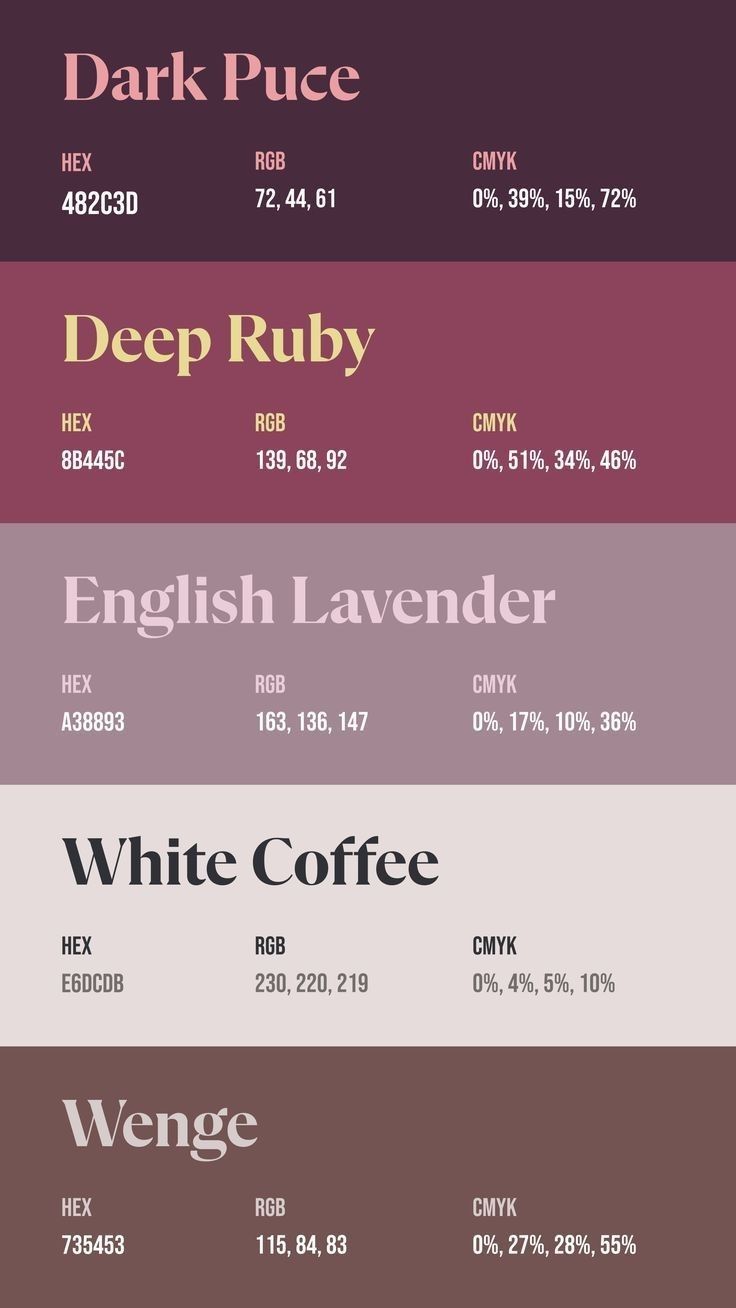 Dark Puce
HEX RGB CMYK
482C3D 72, 44, 61 0%, 39%, 15%, 72%
Deep Ruby
HEX RGB CMYK
8B445C 139, 68, 92 0%, 51%, 34%, 46%
English Lavender
HEX RGB CMYK
A38893 163, 136, 147 0%, 17%, 10%, 36%
White Coffee
HEX RGB CMYK
E6DCDB 230, 220, 219 0%, 4%, 5%, 10%
Wenge
HEX RGB CMYK
735453 115, 84, 83 0%, 27%, 28%, 55%